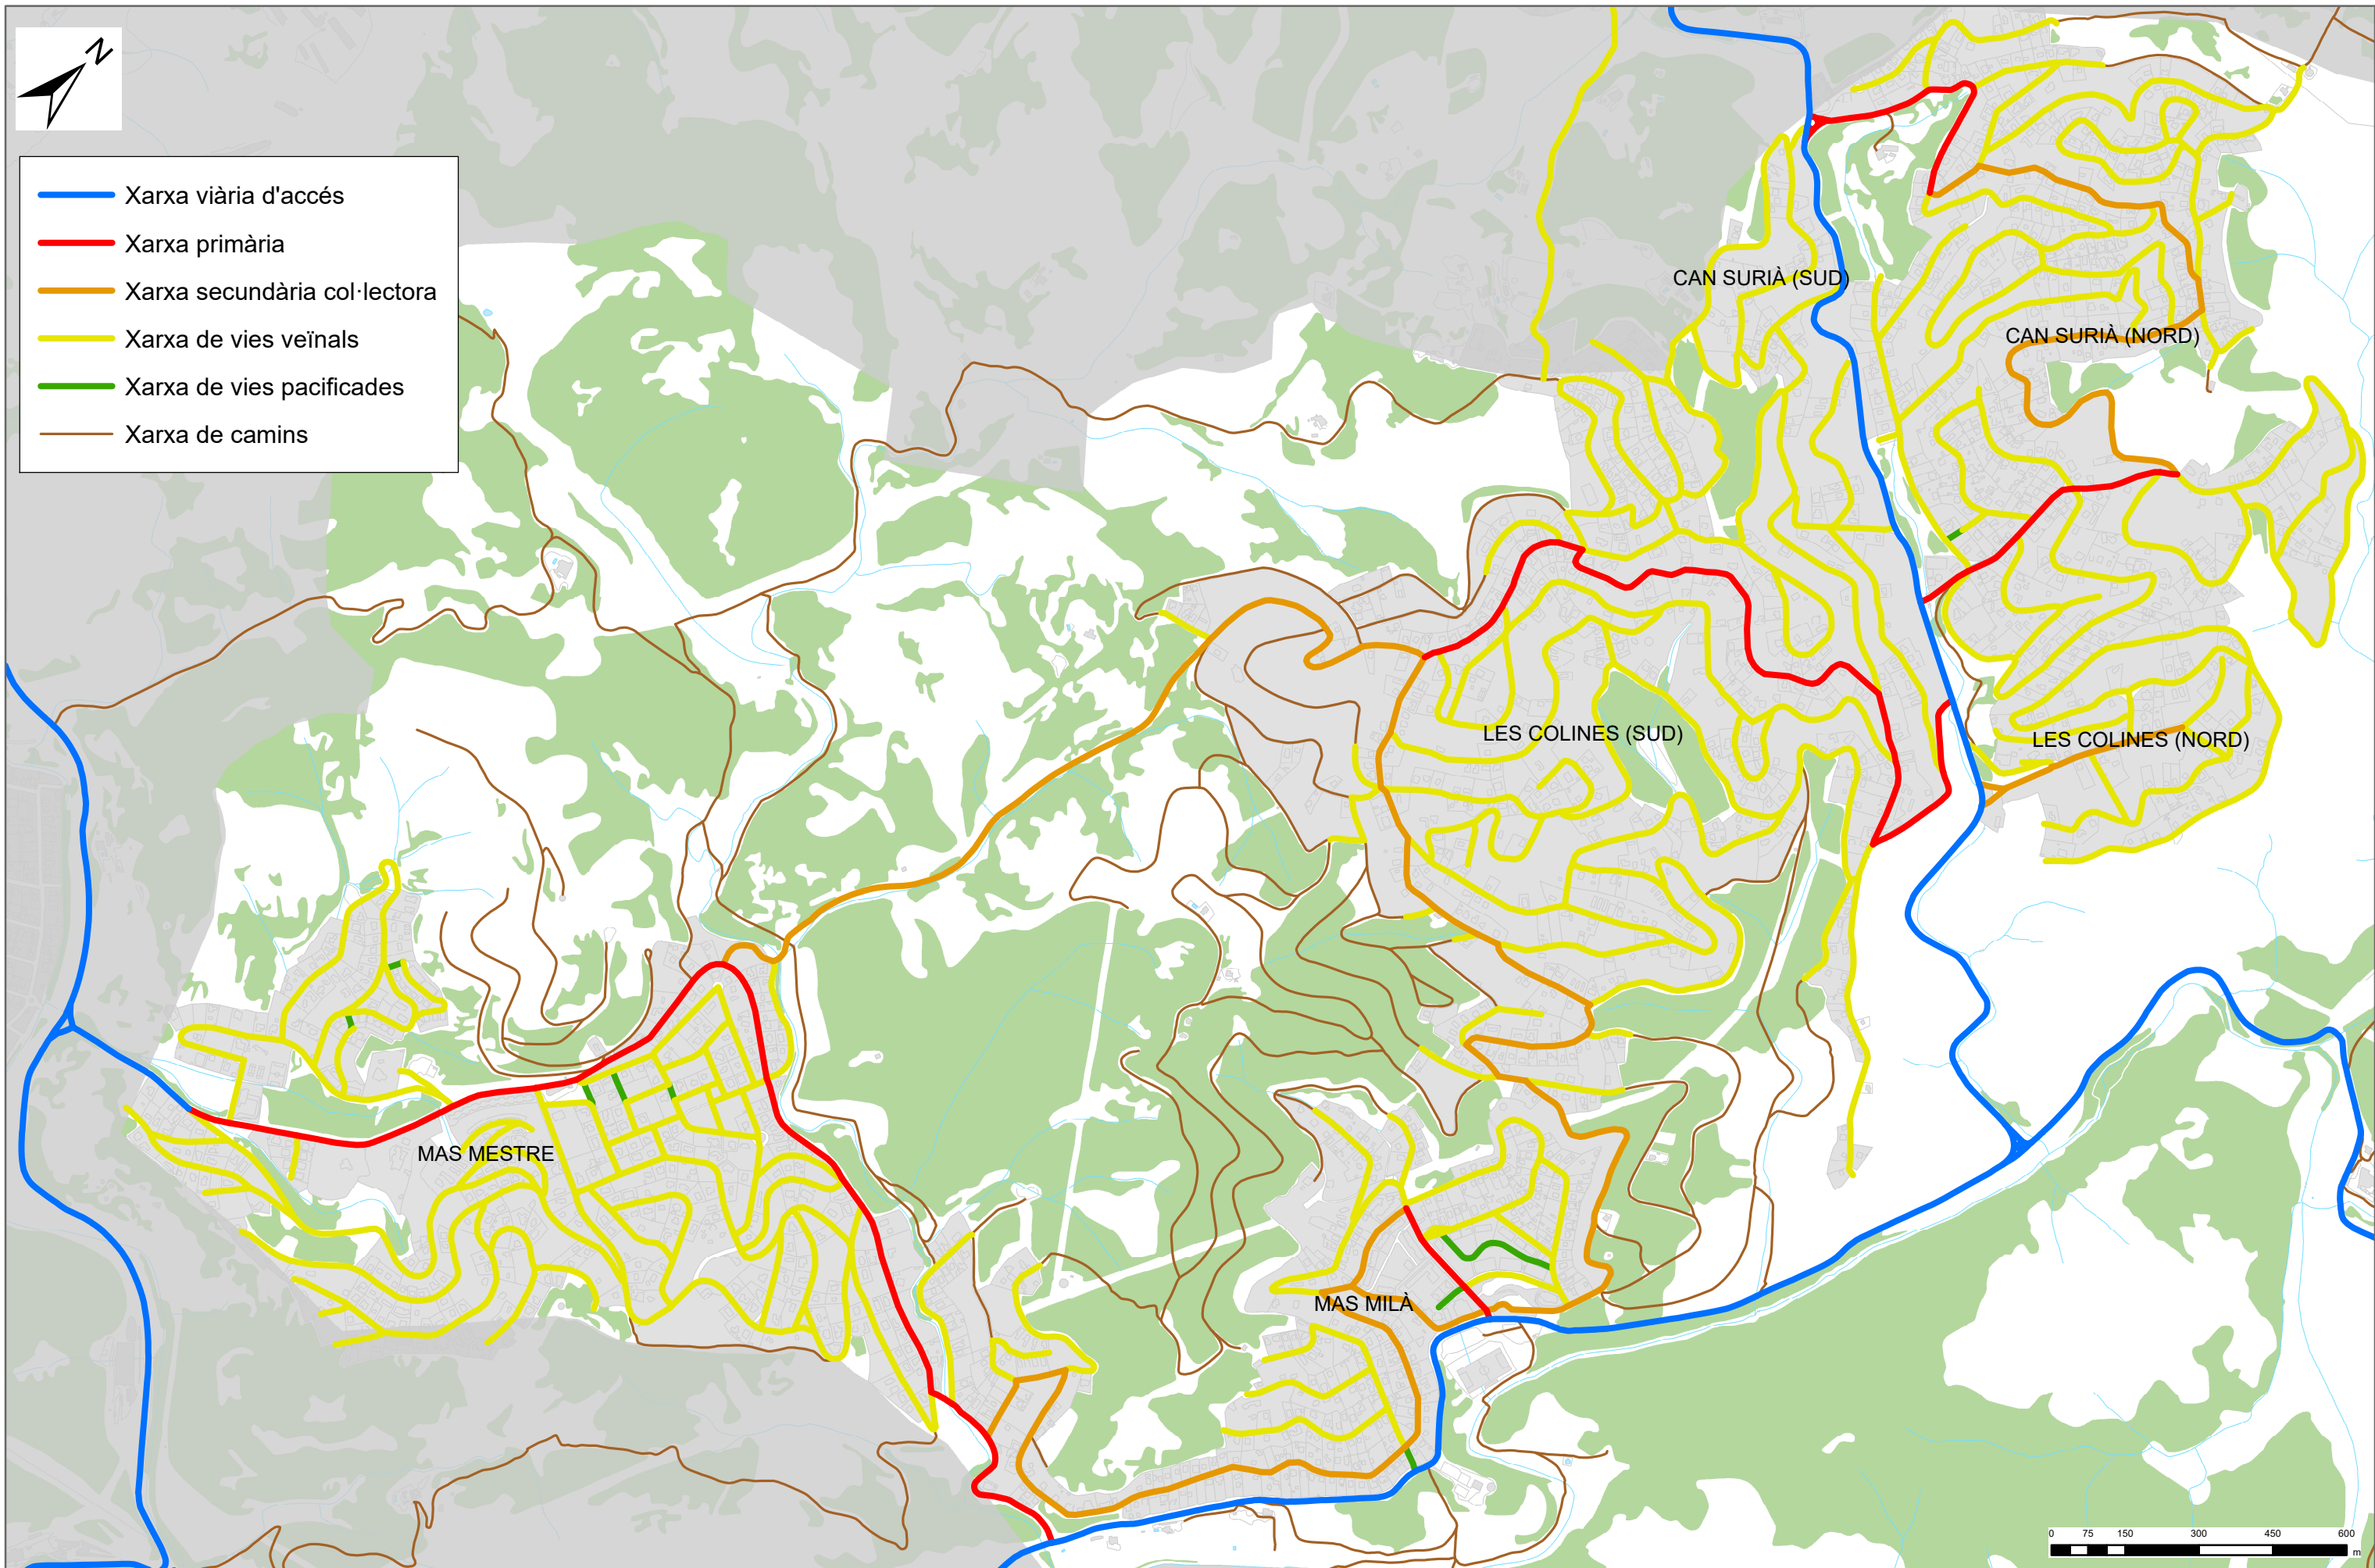 N
Xarxa viària d'accés
Xarxa primària
Xarxa secundària col·lectora
Xarxa de vies veïnals
Xarxa de vies pacificades
Xarxa de camins
CAN SURIÀ (SUD)
CAN SURIÀ (NORD)
LES COLINES (SUD)
LES COLINES (NORD)
MAS MESTRE
MAS MILÀ
0 75 150 300 450 600
m